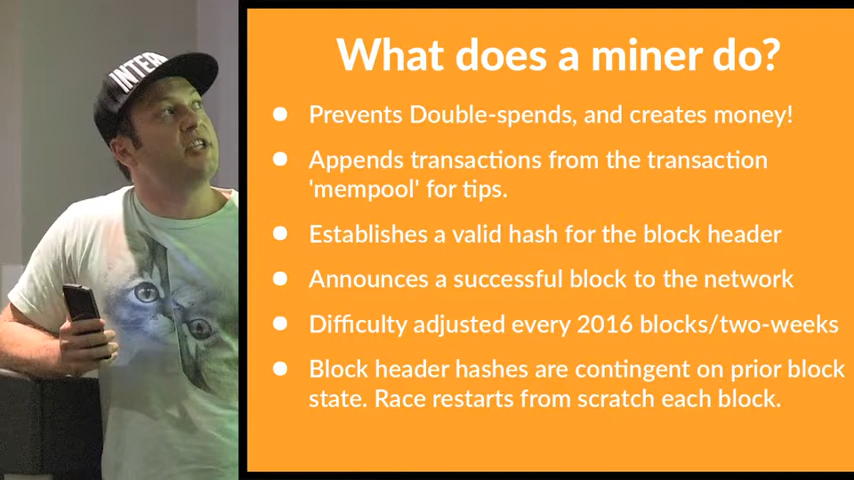 INTER
What does a miner do?
Prevents Double-spends, and creates money!
Appends transactions from the transaction
'mempool' for tips.
Establishes a valid hash for the block header
Announces a successful block to the network
Difficulty adjusted every 2016 blocks/two-weeks
Block header hashes are contingent on prior block
state. Race restarts from scratch each block.